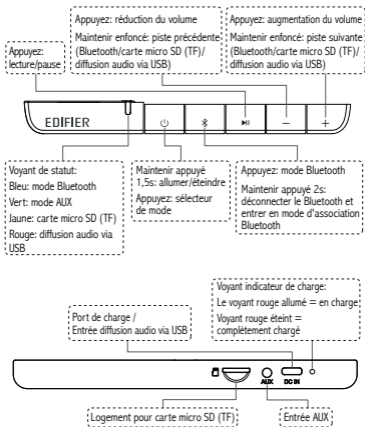 Appuyez: réduction du volume
Maintenir enfoncé: piste précédente
(Bluetooth/carte micro SD (TF)/
diffusion audio via USB)
Appuyez: augmentation du volume
Maintenir enfoncé: piste suivante
(Bluetooth/carte micro SD (TF)/
diffusion audio via USB)
Appuyez:
lecture/pause
EDIFIER
Voyant de statut:
Bleu: mode Bluetooth
Vert: mode AUX
Jaune: carte micro SD (TF)
Rouge: diffusion audio via
USB
Maintenir appuyé
1,5s: allumer/éteindre
Appuyez: sélecteur
de mode
Appuyez: mode Bluetooth
Maintenir appuyé 2s:
déconnecter le Bluetooth et
entrer en mode d'association
Bluetooth
Voyant indicateur de charge:
Le voyant rouge allumé = en charge
Voyant rouge éteint =
complètement chargé
Port de charge /
Entrée diffusion audio via USB
AUX
DC IN
Logement pour carte micro SD (TF)
Entrée AUX